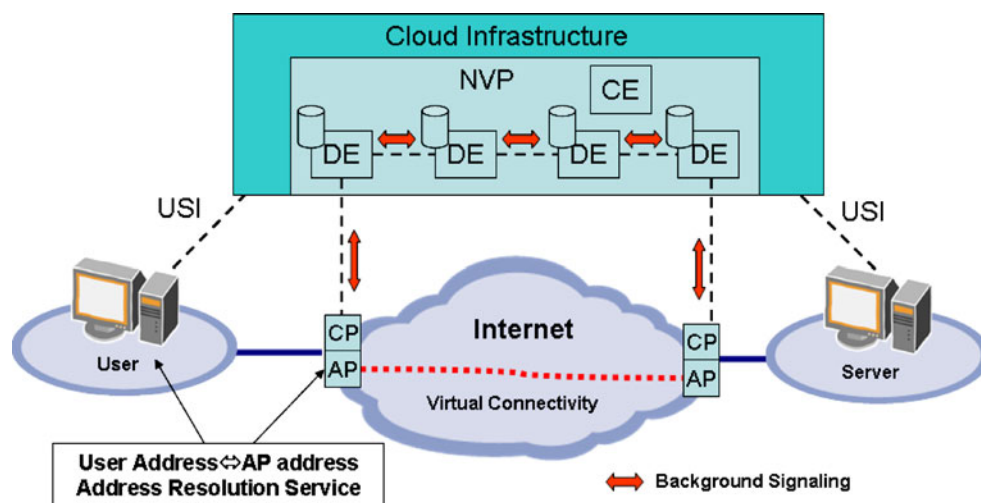 Cloud Infrastructure
NVP
CE
DE
DE
DE
DE
USI
USI
CP
AP
Internet
CP
AP
User
Virtual Connectivity
Server
User Address⇔AP address
Address Resolution Service
Background Signaling